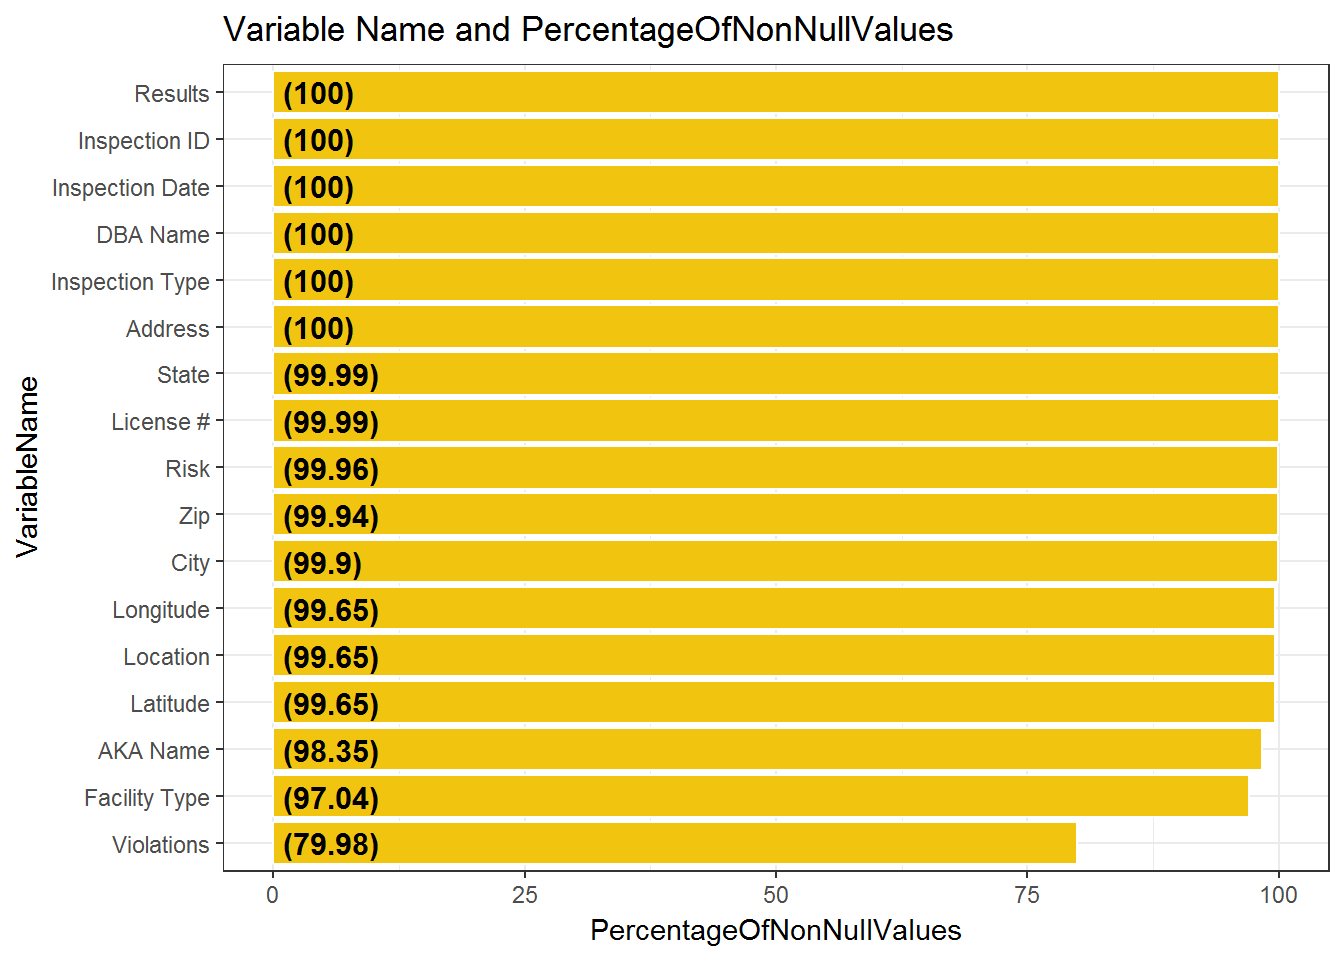 Variable Name and PercentageOfNonNullValues
Results (100)
Inspection ID (100)
Inspection Date (100)
DBA Name (100)
Inspection Type (100)
Address (100)
State (99.99)
License # (99.99)
Risk (99.96)
Zip (99.94)
City (99.9)
Longitude (99.65)
Location (99.65)
Latitude (99.65)
AKA Name (98.35)
Facility Type (97.04)
Violations (79.98)
VariableName
0 25 50 75 100
PercentageOfNonNullValues